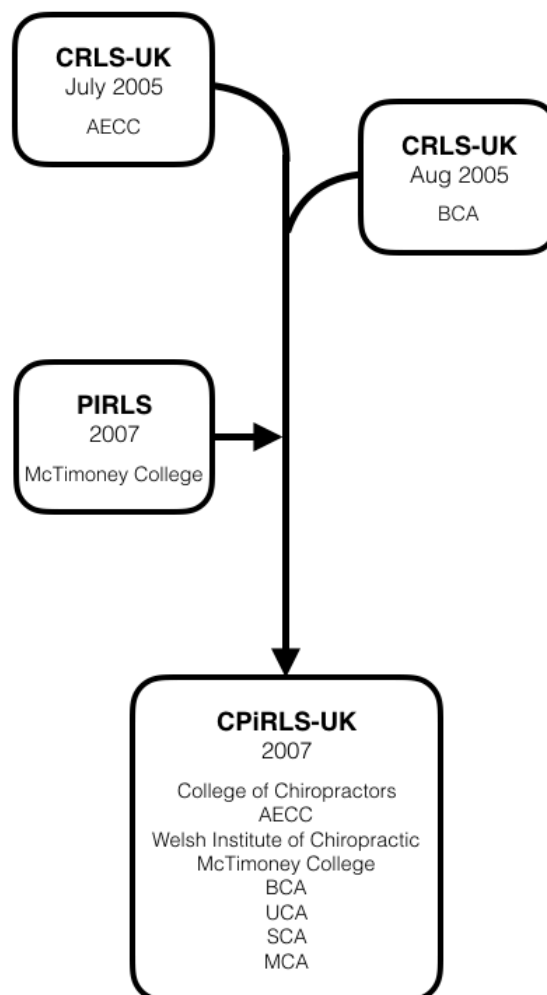 CRLS-UK
July 2005
AECC
CRLS-UK
Aug 2005
BCA
PIRLS
2007
McTimoney College
CPiRLS-UK
2007
College of Chiropractors
AECC
Welsh Institute of Chiropractic
McTimoney College
BCA
UCA
SCA
MCA